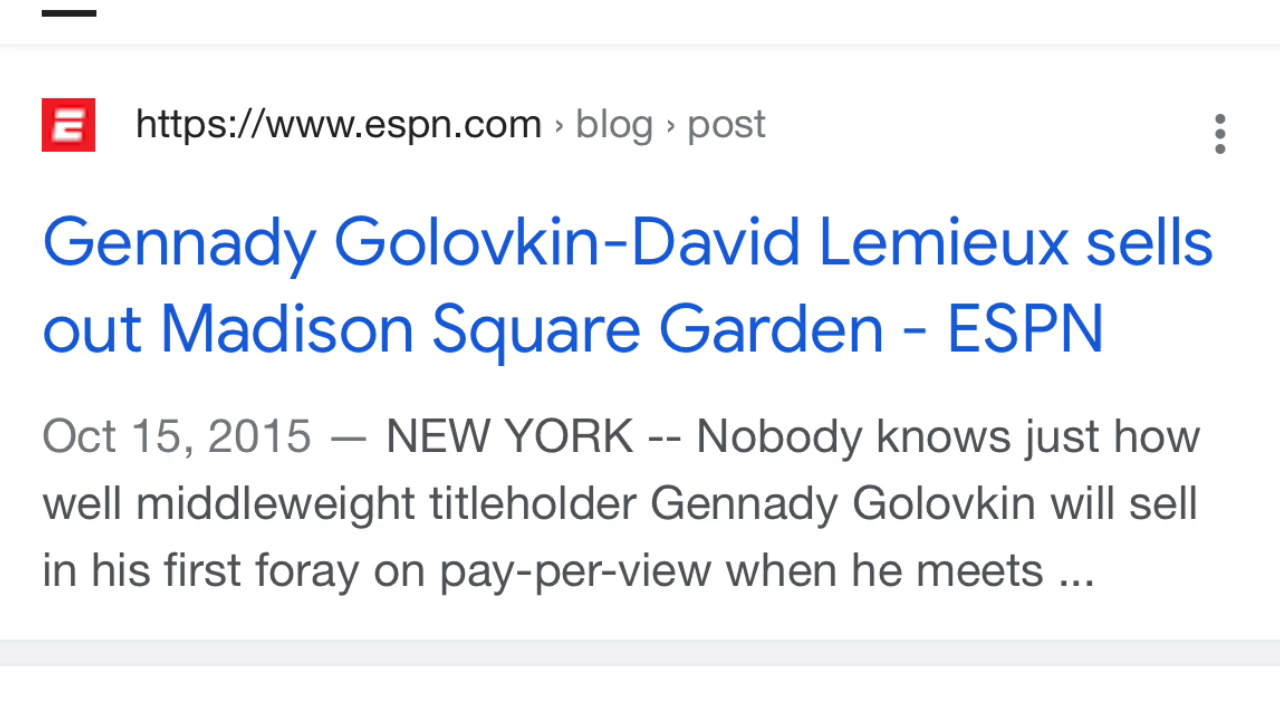 https://www.espn.com › blog › post
Gennady Golovkin-David Lemieux sells
out Madison Square Garden - ESPN
Oct 15, 2015 — NEW YORK -- Nobody knows just how
well middleweight titleholder Gennady Golovkin will sell
in his first foray on pay-per-view when he meets ...